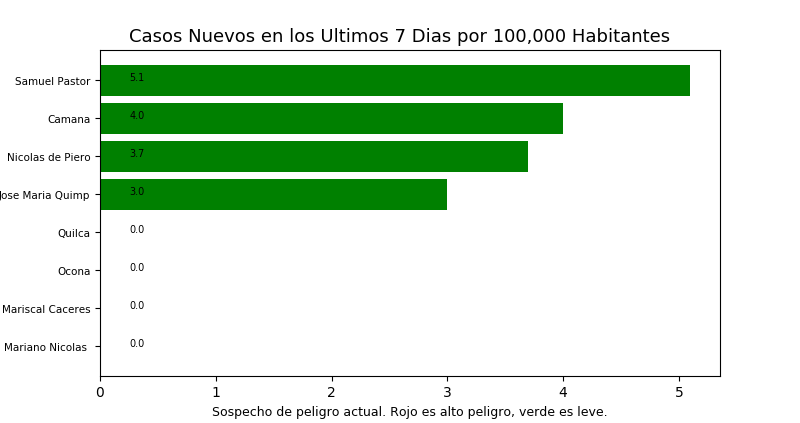 Casos Nuevos en los Ultimos 7 Dias por 100,000 Habitantes
Samuel Pastor 5.1
Camana 4.0
Nicolas de Piero 3.7
Jose Maria Quimp 3.0
Quilca 0.0
Ocona 0.0
Mariscal Caceres 0.0
Mariano Nicolas 0.0
0 1 2 3 4 5
Sospecho de peligro actual. Rojo es alto peligro, verde es leve.